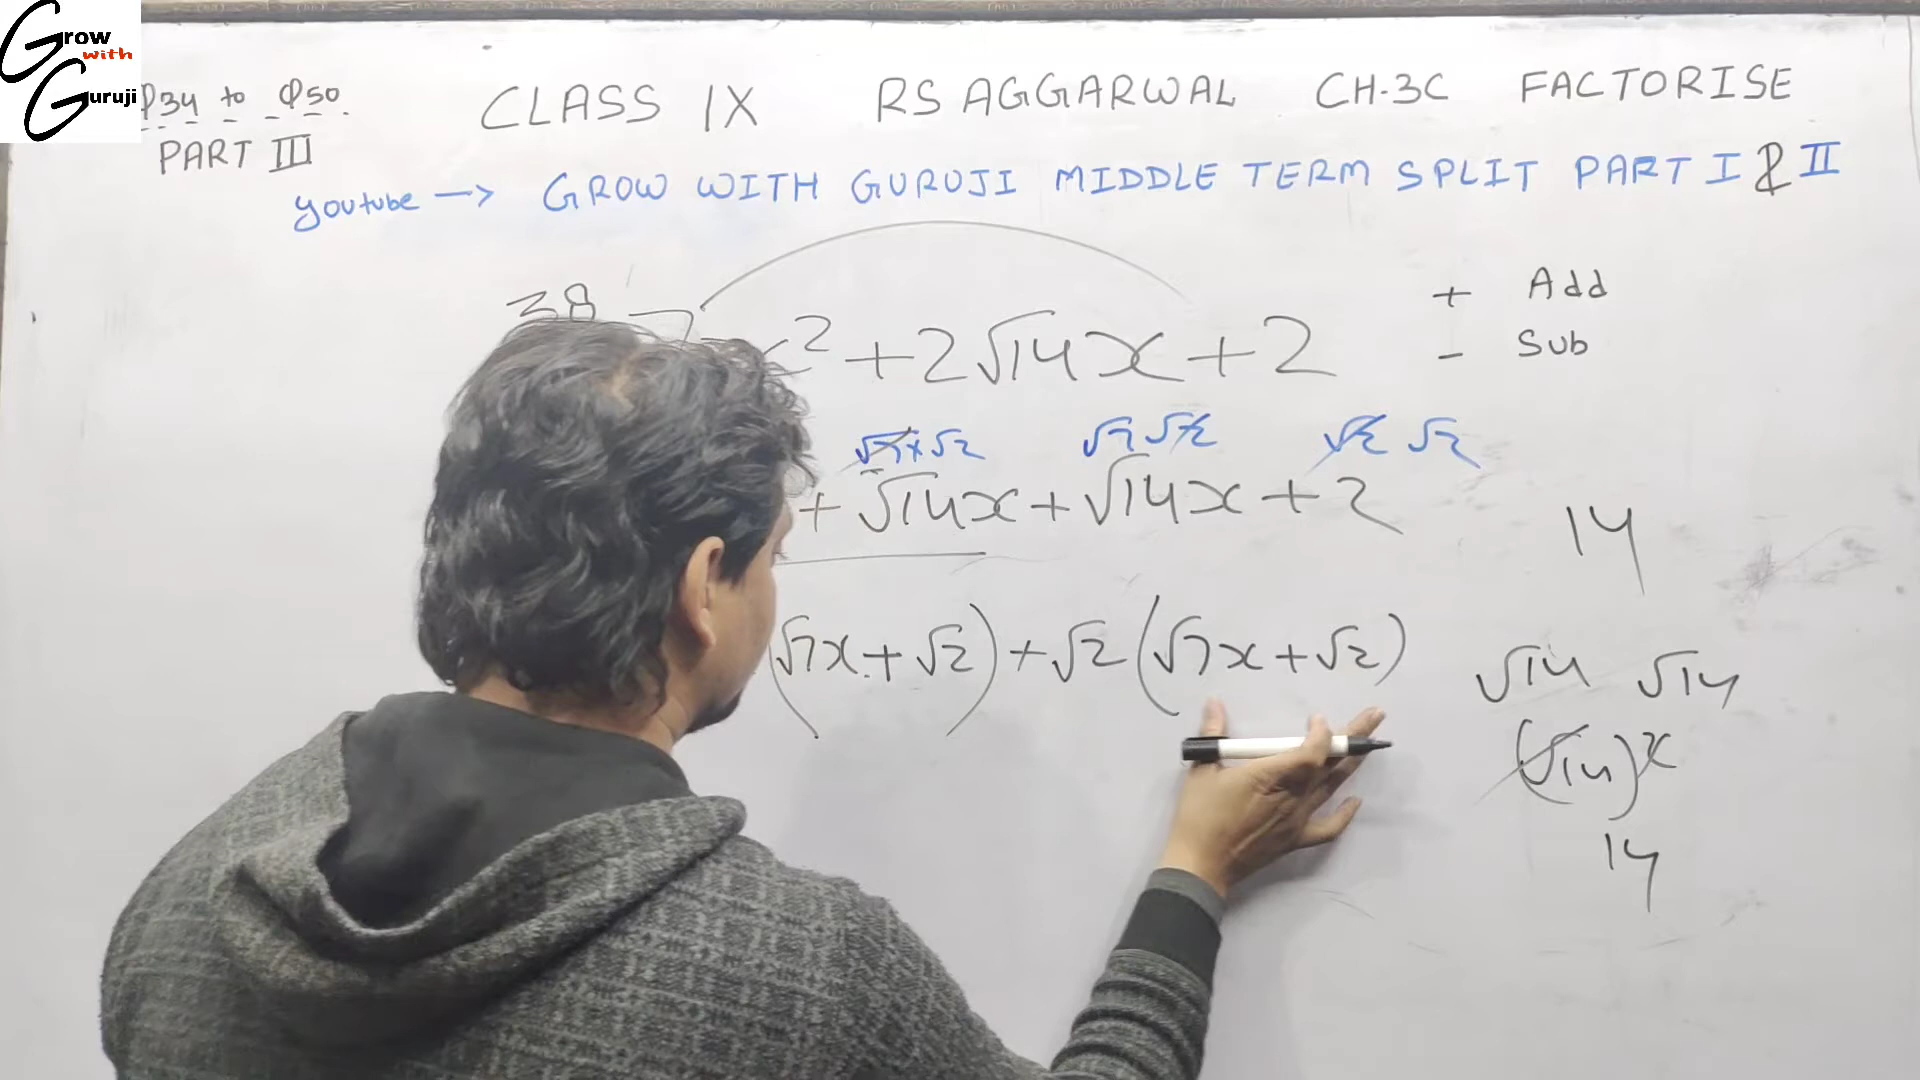 Grow
with
Guruji
Q34 to Q50
PART III
CLASS IX RS AGGARWAL CH-3C FACTORISE
youtube → GROW WITH GURUJI MIDDLE TERM SPLIT PART I & II
38 7x² + 2√14x + 2
+ Add
- Sub
√7×√2 √7 √2 √2 √2
+ √14x + √14x + 2
14
(√7x + √2) + √2 (√7x + √2)
√14 √14
(√14)²
14